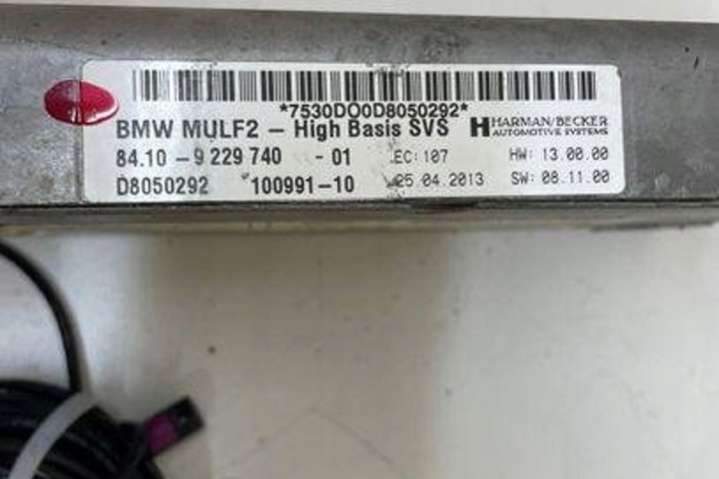 *7530DO0D8050292*
BMW MULF2 - High Basis SVS HARMAN/BECKER
AUTOMOTIVE SYSTEMS
84.10 - 9 229 740 - 01 EC: 107 HW: 13.00.00
D8050292 100991-10 25.04.2013 SW: 08.11.00